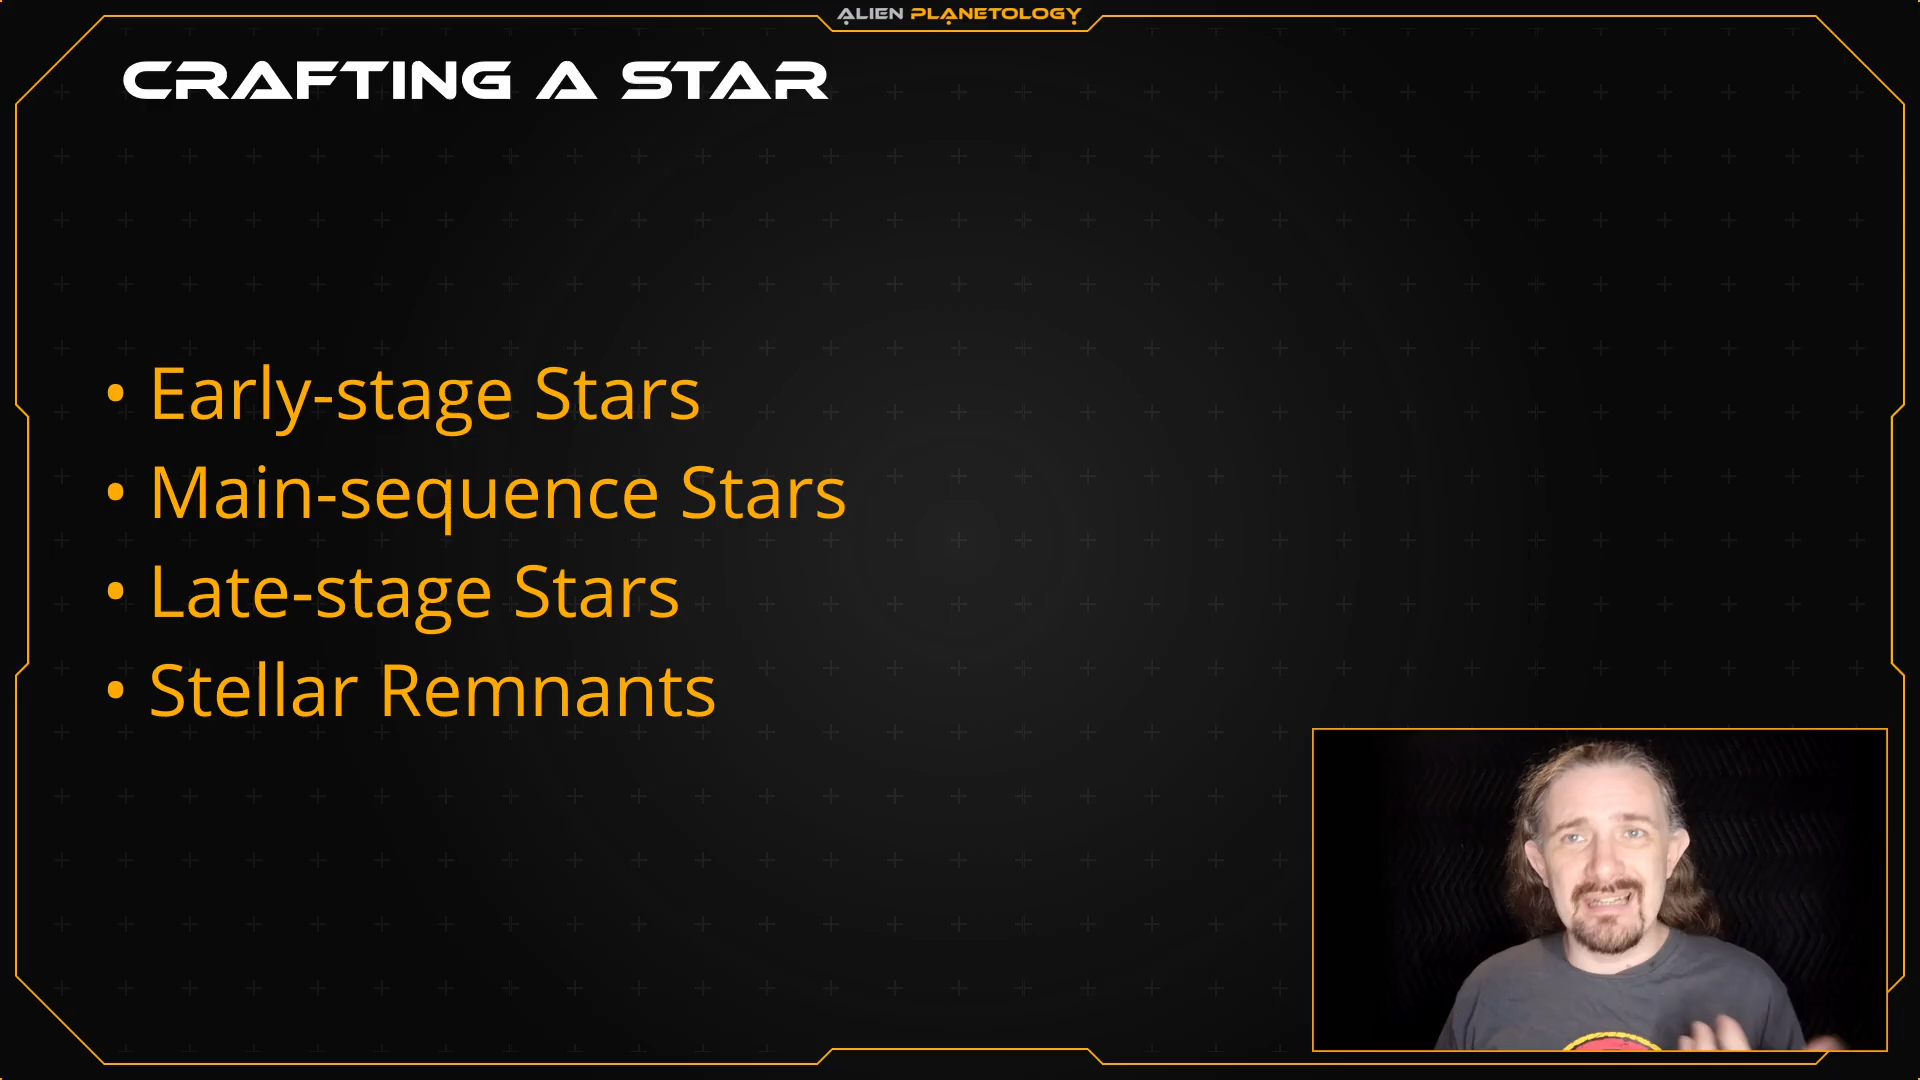 ALIEN PLANETOLOGY
CRAFTING A STAR
• Early-stage Stars
• Main-sequence Stars
• Late-stage Stars
• Stellar Remnants